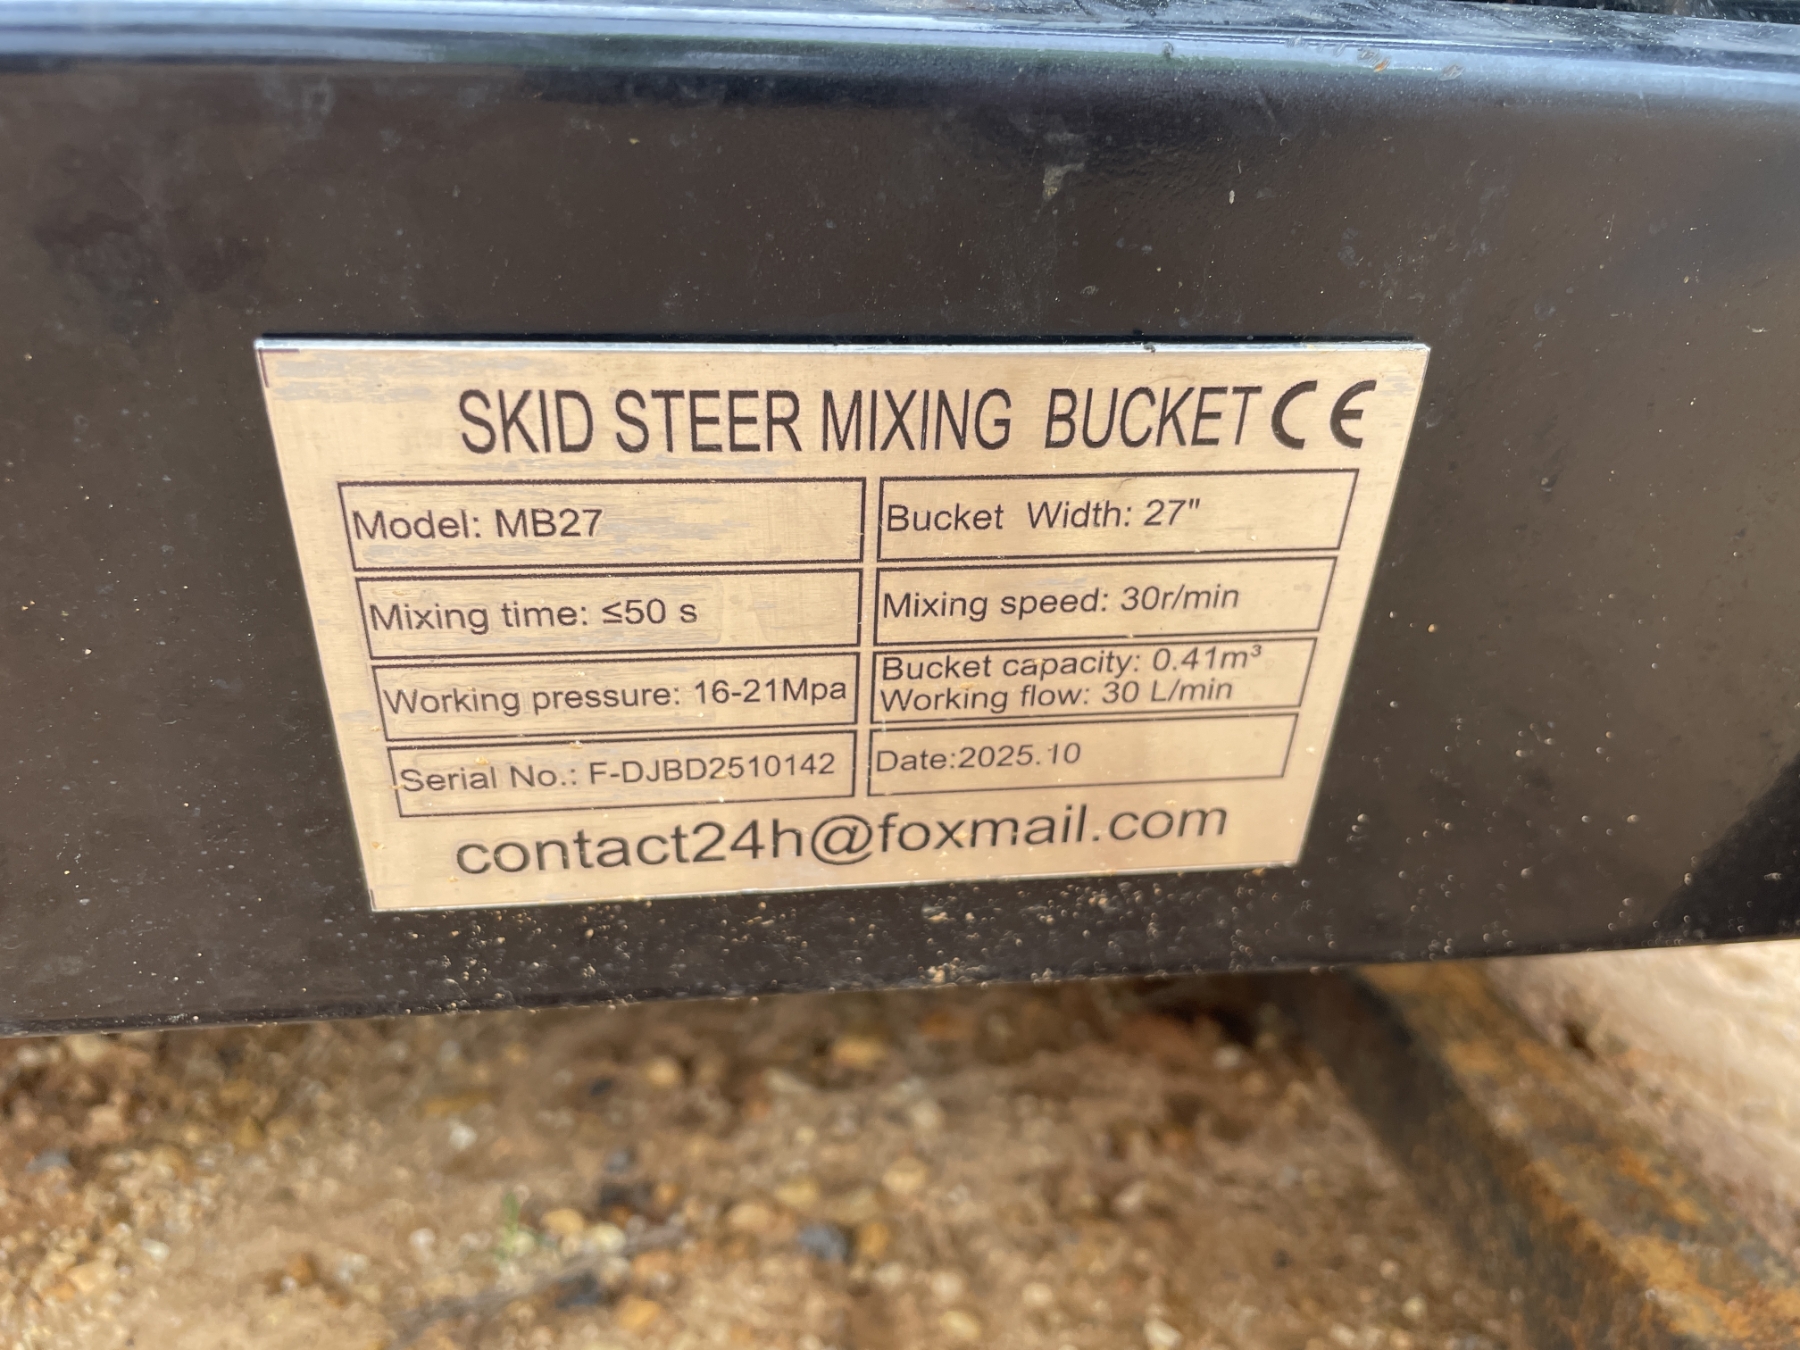 SKID STEER MIXING BUCKET CE
Model: MB27
Bucket Width: 27"
Mixing time: ≤50 s
Mixing speed: 30r/min
Working pressure: 16-21Mpa
Bucket capacity: 0.41m³
Working flow: 30 L/min
Serial No.: F-DJBD2510142
Date:2025.10
contact24h@foxmail.com